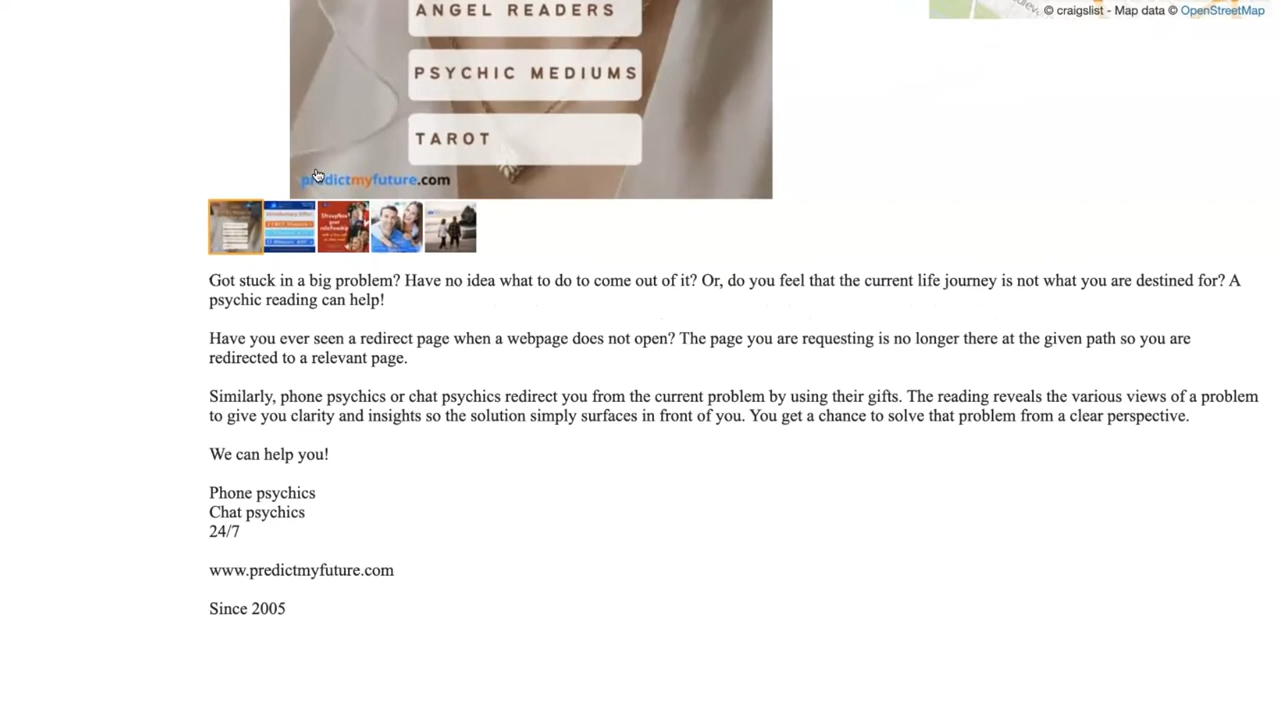 © craigslist - Map data © OpenStreetMap
ANGEL READERS
PSYCHIC MEDIUMS
TAROT
predictmyfuture.com
Got stuck in a big problem? Have no idea what to do to come out of it? Or, do you feel that the current life journey is not what you are destined for? A
psychic reading can help!
Have you ever seen a redirect page when a webpage does not open? The page you are requesting is no longer there at the given path so you are
redirected to a relevant page.
Similarly, phone psychics or chat psychics redirect you from the current problem by using their gifts. The reading reveals the various views of a problem
to give you clarity and insights so the solution simply surfaces in front of you. You get a chance to solve that problem from a clear perspective.
We can help you!
Phone psychics
Chat psychics
24/7
www.predictmyfuture.com
Since 2005